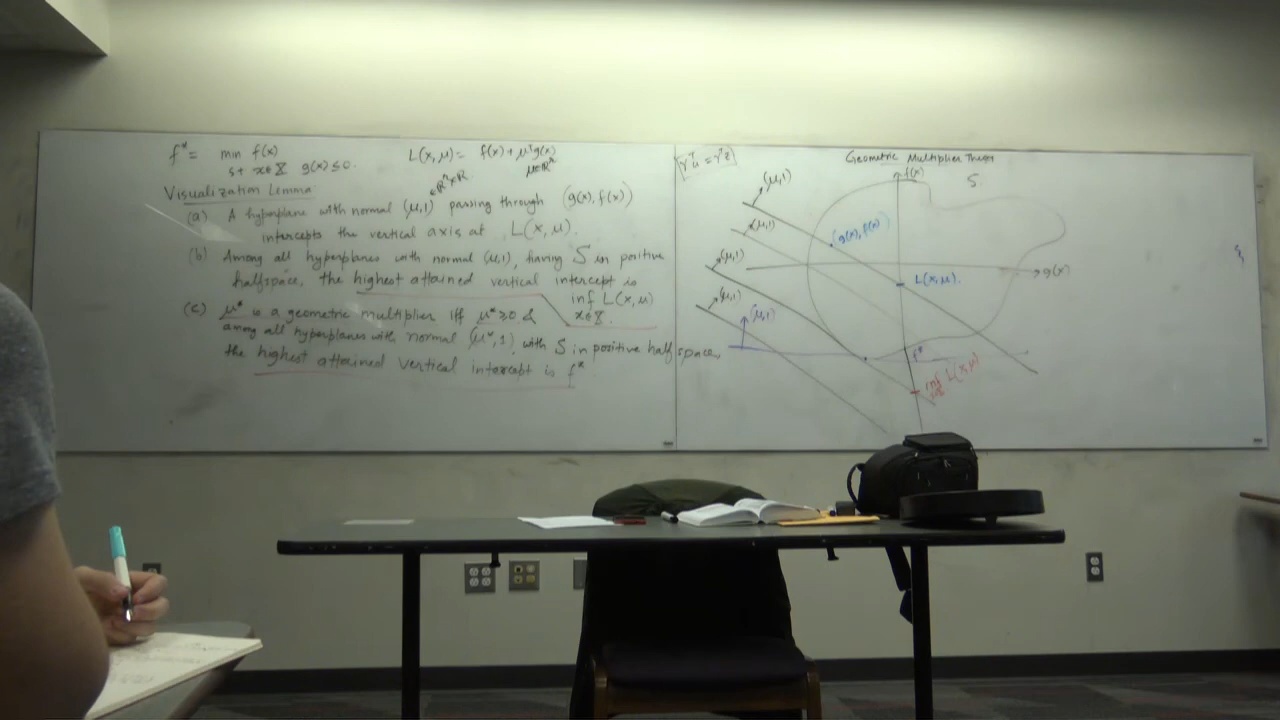 f* = min f(x)
s.t x∈X g(x) ≤ 0.
L(x, μ) = f(x) + μᵀg(x)
Visualization Lemma:
(a) A hyperplane with normal (μ, 1) passing through (g(x), f(x))
intercepts the vertical axis at L(x, μ).
(b) Among all hyperplanes with normal (μ, 1), having S in positive
halfspace, the highest attained vertical intercept is
inf L(x, μ)
x∈X.
(c) μ* is a geometric multiplier iff μ* ≥ 0 &
among all hyperplanes with normal (μ*, 1), with S in positive half space,
the highest attained vertical intercept is f*
Geometric Multiplier
f(x)
S
(μ, 1)
(μ, 1)
(g(x), f(x))
(μ, 1)
g(x)
L(x, μ).
(μ, 1)
f*
inf L(x, μ)